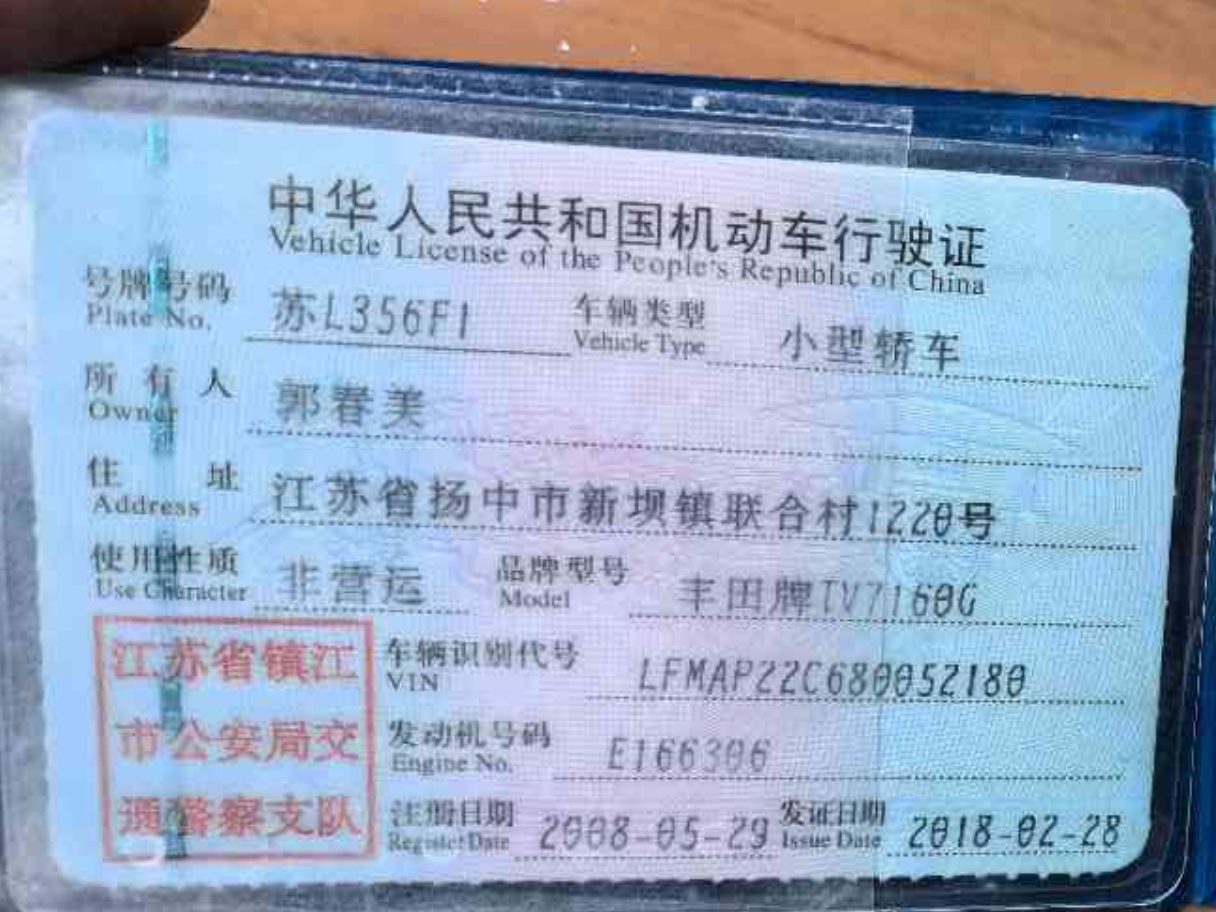 中华人民共和国机动车行驶证
Vehicle License of the People's Republic of China
号牌号码 苏L356F1 车辆类型 小型轿车
Plate No. Vehicle Type
所有人 郭春美
Owner
住址 江苏省扬中市新坝镇联合村1220号
Address
使用性质 非营运 品牌型号 丰田牌TV7160G
Use Character Model
江苏省镇江 车辆识别代号 LFMAP22C680052180
VIN
市公安局交 发动机号码 E166306
Engine No.
通警察支队 注册日期 2008-05-29 发证日期 2018-02-28
Register Date Issue Date